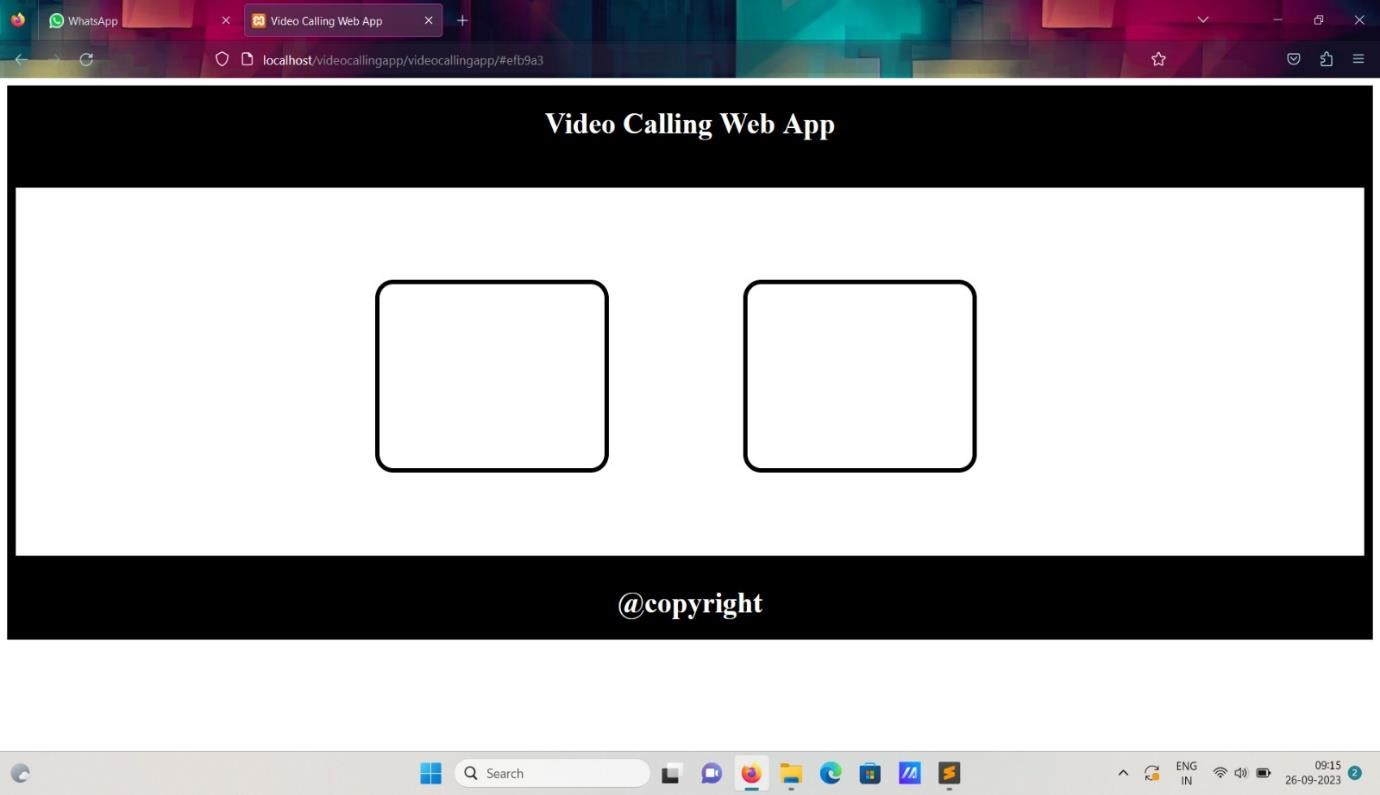 WhatsApp
Video Calling Web App
localhost/videocallingapp/videocallingapp/#efb9a3
Video Calling Web App
@copyright
Search
ENG
IN
09:15
26-09-2023
2